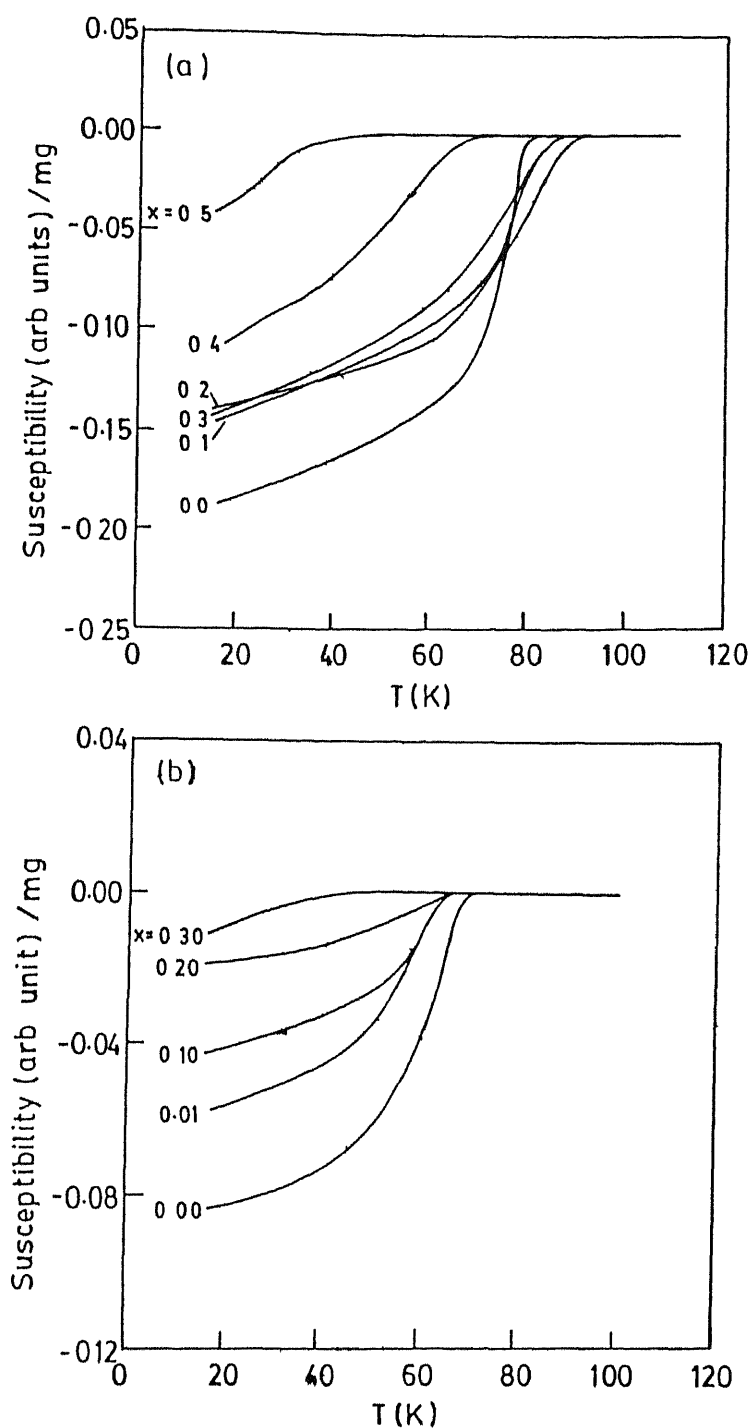 0.05
(a)
0.00
x=0 5
-0.05
-0 10
0 4
0 2
0 3
0 1
-0.15
0 0
-0 20
-0 25
0 20 40 60 80 100 120
T(K)
Susceptibility (arb units) /mg
0.04
(b)
0.00
x= 0 30
0 20
-0.04
0 10
0.01
-0.08
0 00
-0 12
0 20 40 60 80 100 120
T(K)
Susceptibility (arb unit) /mg